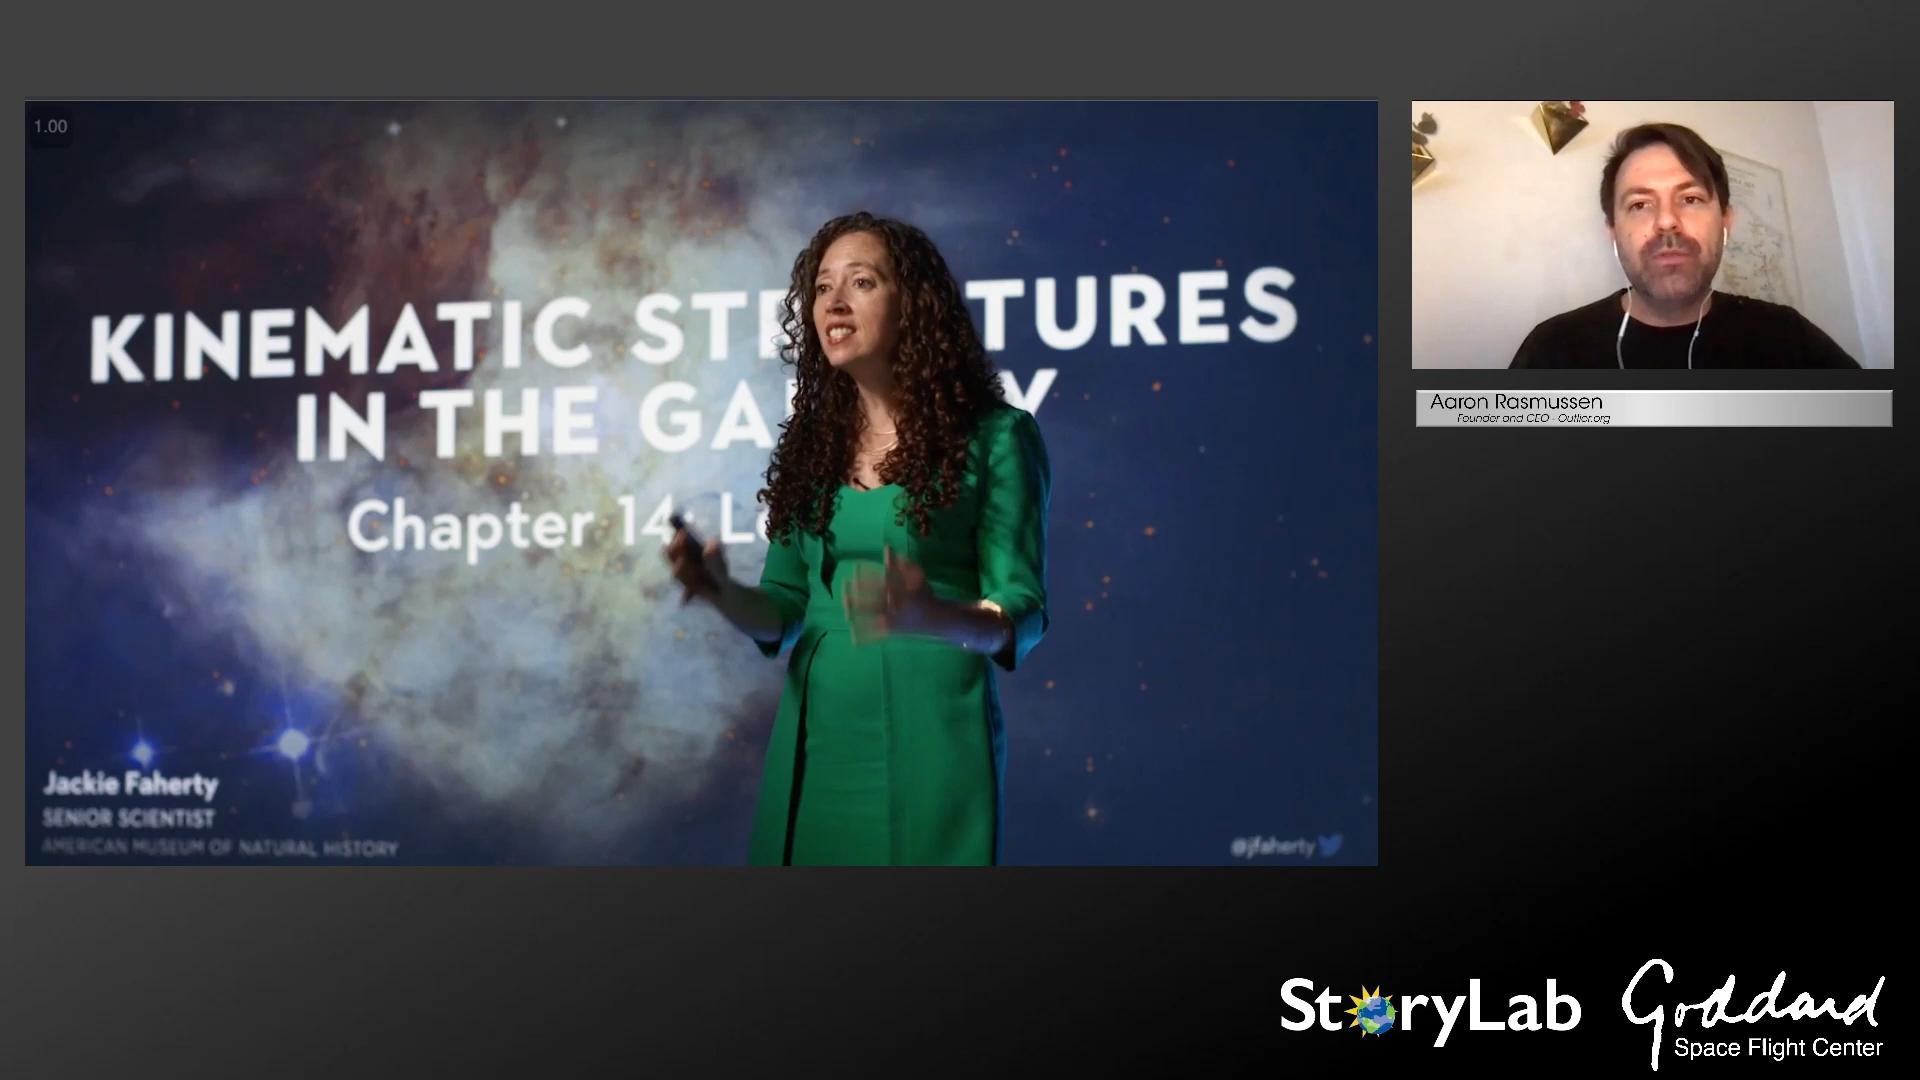 1.00
KINEMATIC ST TURES
IN THE GA Y
Chapter 14: L
Jackie Faherty
SENIOR SCIENTIST
AMERICAN MUSEUM OF NATURAL HISTORY
@jfaherty
Aaron Rasmussen
Founder and CEO - Outlier.org
StoryLab
Goddard
Space Flight Center